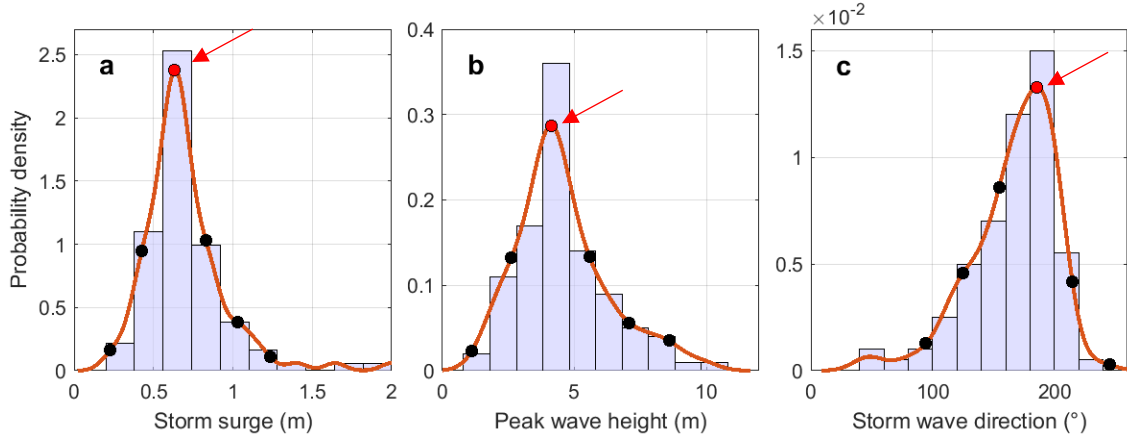 ×10⁻²
a
b
c
2.5
2
1.5
1
0.5
0
0.4
0.3
0.2
0.1
0
1.5
1
0.5
0
Probability density
0 0.5 1 1.5 2
0 5 10
0 100 200
Storm surge (m)
Peak wave height (m)
Storm wave direction (°)